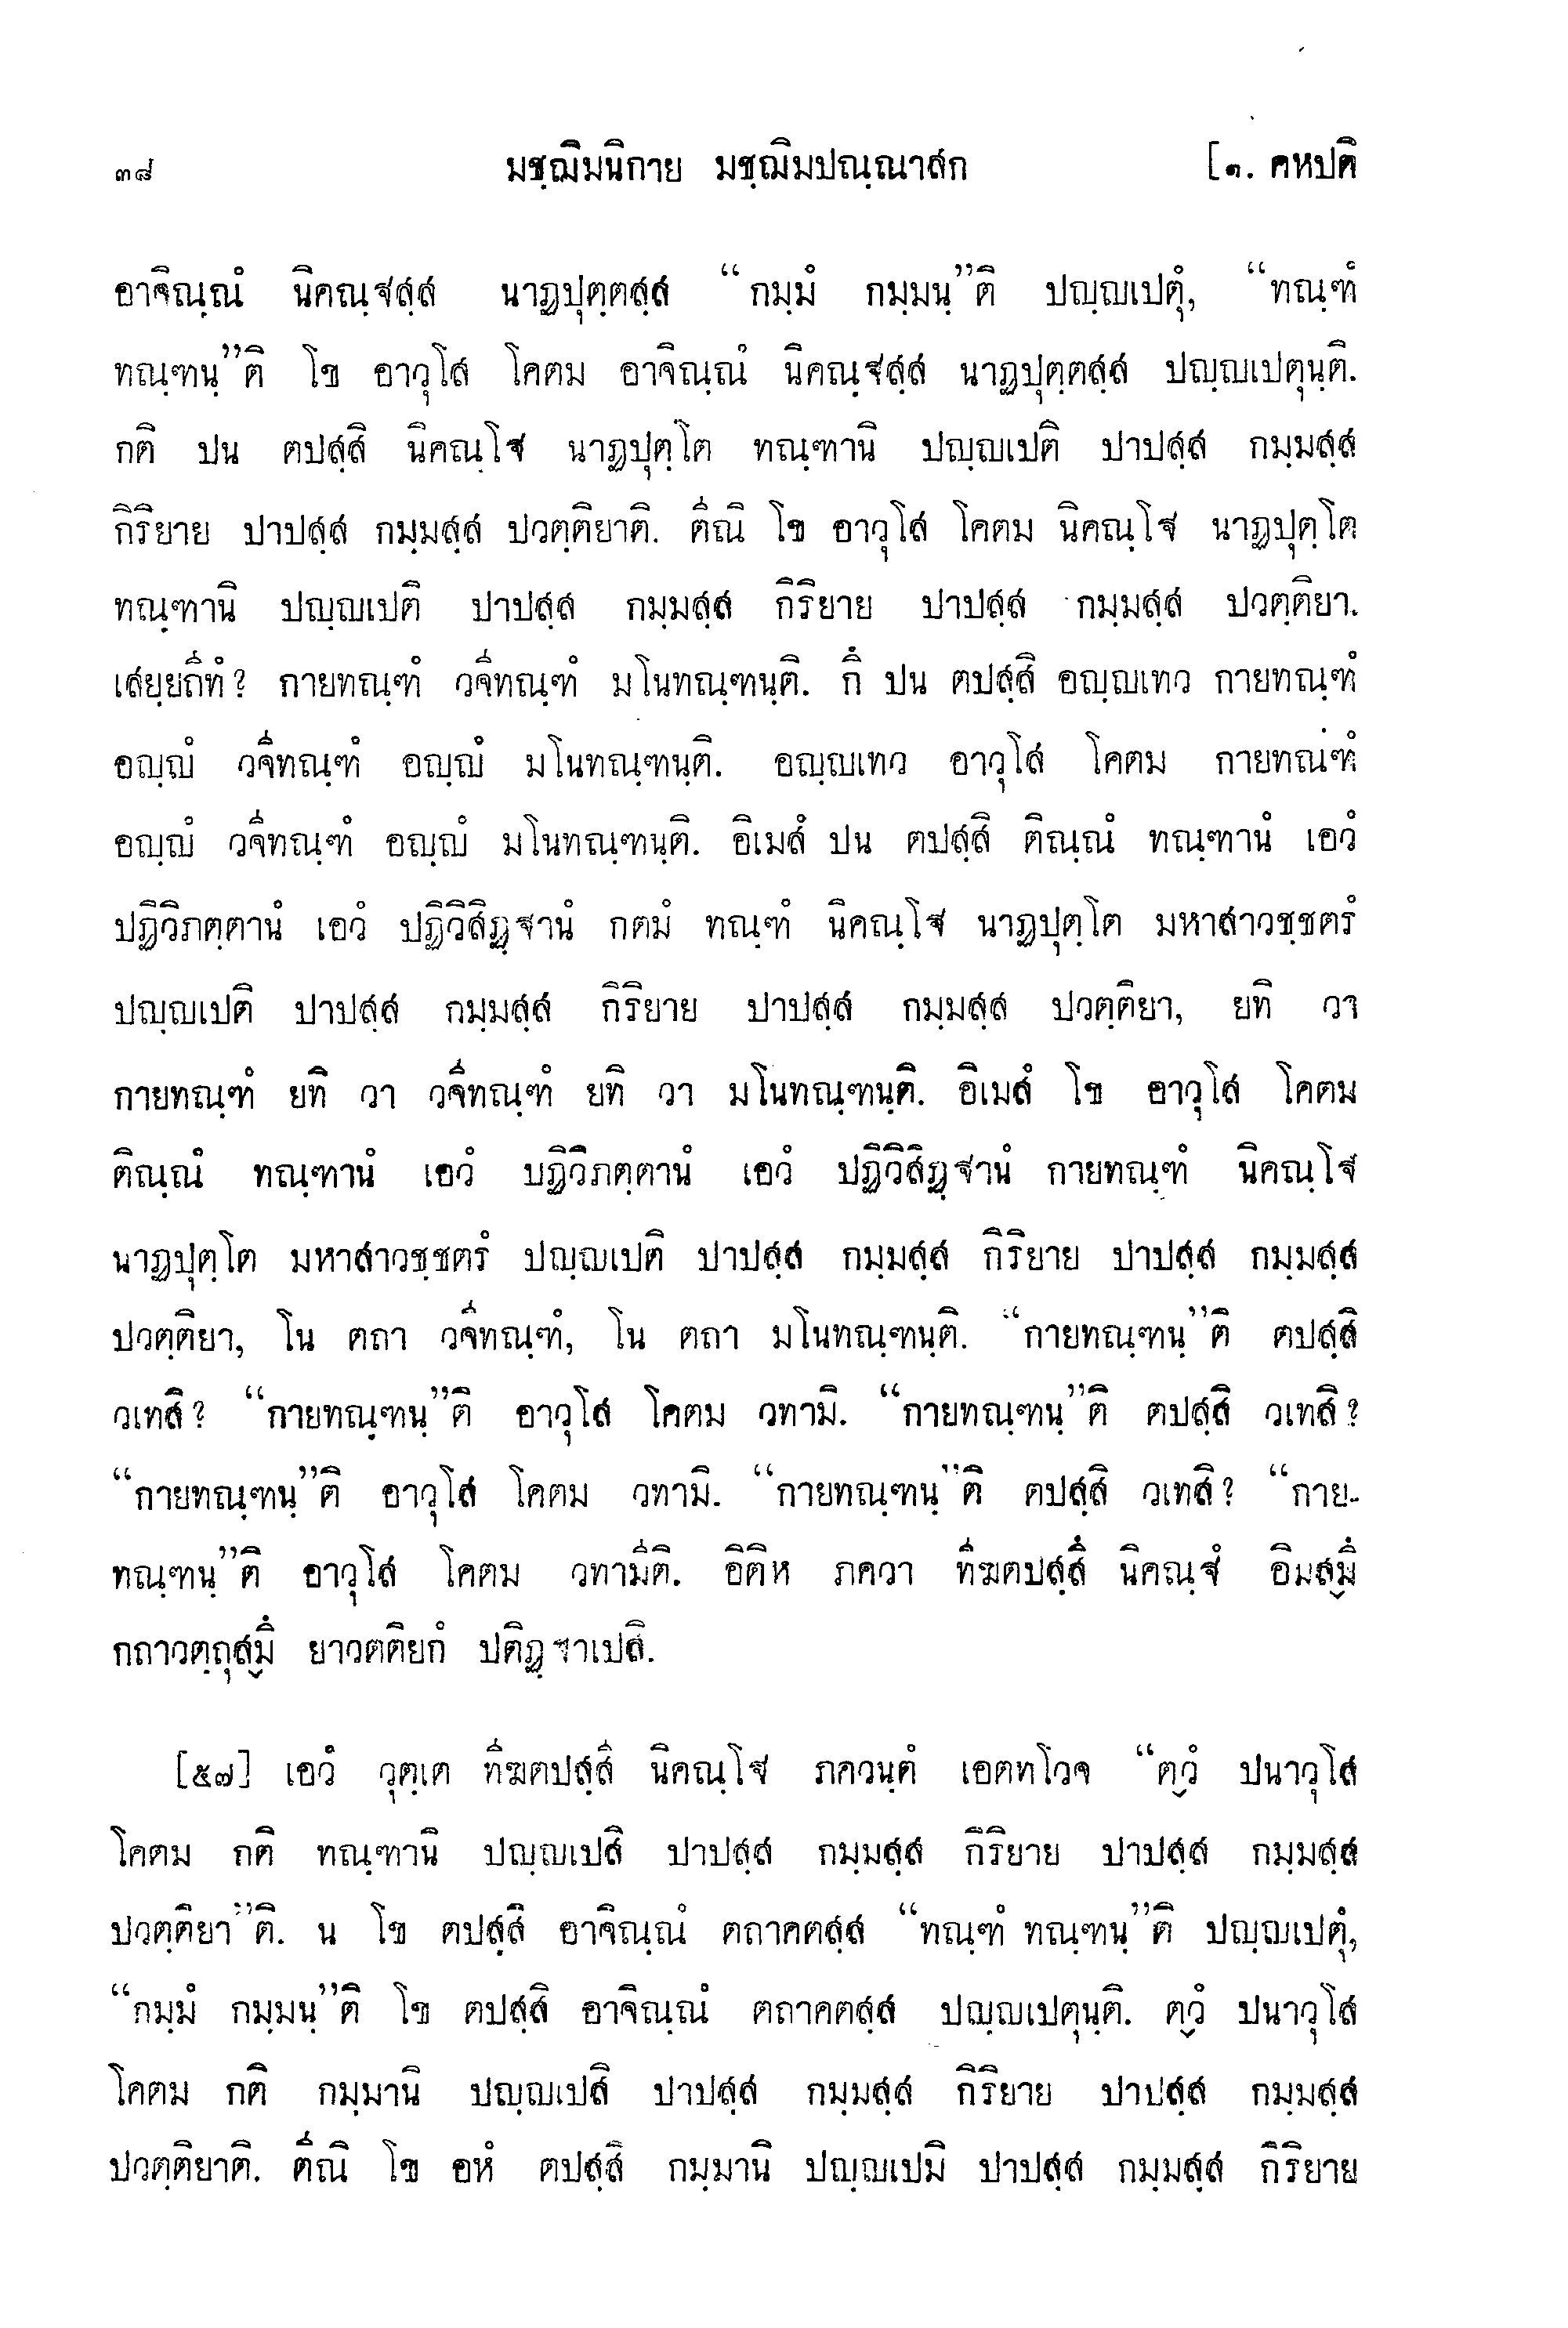 ๓๘ มชฺฌิมนิกาย มชฺฌิมปณฺณาสก [๑. คหปติ
อาจิณฺณํ นิคณฺฐสฺส นาฏปุตฺตสฺส “กมฺมํ กมฺมนฺ”ติ ปญฺญเปตุํ, “ทณฺฑํ
ทณฺฑนฺ”ติ โข อาวุโส โคตม อาจิณฺณํ นิคณฺฐสฺส นาฏปุตฺตสฺส ปญฺญเปตุนฺติ.
กติ ปน ตปสฺสิ นิคณฺโฐ นาฏปุตฺโต ทณฺฑานิ ปญฺญเปติ ปาปสฺส กมฺมสฺส
กิริยาย ปาปสฺส กมฺมสฺส ปวตฺติยาติ. ตีณิ โข อาวุโส โคตม นิคณฺโฐ นาฏปุตฺโต
ทณฺฑานิ ปญฺญเปติ ปาปสฺส กมฺมสฺส กิริยาย ปาปสฺส กมฺมสฺส ปวตฺติยา.
เสยฺยถีทํ? กายทณฺฑํ วจีทณฺฑํ มโนทณฺฑนฺติ. กึ ปน ตปสฺสิ อญฺญเทว กายทณฺฑํ
อญฺญํ วจีทณฺฑํ อญฺญํ มโนทณฺฑนฺติ. อญฺญเทว อาวุโส โคตม กายทณฺฑํ
อญฺญํ วจีทณฺฑํ อญฺญํ มโนทณฺฑนฺติ. อิเมสํ ปน ตปสฺสิ ติณฺณํ ทณฺฑานํ เอวํ
ปฏิวิภตฺตานํ เอวํ ปฏิวิสิฏฺฐานํ กตมํ ทณฺฑํ นิคณฺโฐ นาฏปุตฺโต มหาสาวชฺชตรํ
ปญฺญเปติ ปาปสฺส กมฺมสฺส กิริยาย ปาปสฺส กมฺมสฺส ปวตฺติยา, ยทิ วา
กายทณฺฑํ ยทิ วา วจีทณฺฑํ ยทิ วา มโนทณฺฑนฺติ. อิเมสํ โข อาวุโส โคตม
ติณฺณํ ทณฺฑานํ เอวํ ปฏิวิภตฺตานํ เอวํ ปฏิวิสิฏฺฐานํ กายทณฺฑํ นิคณฺโฐ
นาฏปุตฺโต มหาสาวชฺชตรํ ปญฺญเปติ ปาปสฺส กมฺมสฺส กิริยาย ปาปสฺส กมฺมสฺส
ปวตฺติยา, โน ตถา วจีทณฺฑํ, โน ตถา มโนทณฺฑนฺติ. “กายทณฺฑนฺ”ติ ตปสฺสิ
วเทสิ? “กายทณฺฑนฺ”ติ อาวุโส โคตม วทามิ. “กายทณฺฑนฺ”ติ ตปสฺสิ วเทสิ?
“กายทณฺฑนฺ”ติ อาวุโส โคตม วทามิ. “กายทณฺฑนฺ”ติ ตปสฺสิ วเทสิ? “กาย-
ทณฺฑนฺ”ติ อาวุโส โคตม วทามีติ. อิติห ภควา ทีฆตปสฺสึ นิคณฺฐํ อิมสฺมึ
กถาวตฺถุสฺมึ ยาวตติยกํ ปติฏฺฐาเปสิ.
[๕๗] เอวํ วุตฺเต ทีฆตปสฺสี นิคณฺโฐ ภควนฺตํ เอตทโวจ “ตฺวํ ปนาวุโส
โคตม กติ ทณฺฑานิ ปญฺญเปสิ ปาปสฺส กมฺมสฺส กิริยาย ปาปสฺส กมฺมสฺส
ปวตฺติยา”ติ. น โข ตปสฺสิ อาจิณฺณํ ตถาคตสฺส “ทณฺฑํ ทณฺฑนฺ”ติ ปญฺญเปตุํ,
“กมฺมํ กมฺมนฺ”ติ โข ตปสฺสิ อาจิณฺณํ ตถาคตสฺส ปญฺญเปตุนฺติ. ตฺวํ ปนาวุโส
โคตม กติ กมฺมานิ ปญฺญเปสิ ปาปสฺส กมฺมสฺส กิริยาย ปาปสฺส กมฺมสฺส
ปวตฺติยาติ. ตีณิ โข อหํ ตปสฺสิ กมฺมานิ ปญฺญเปมิ ปาปสฺส กมฺมสฺส กิริยาย